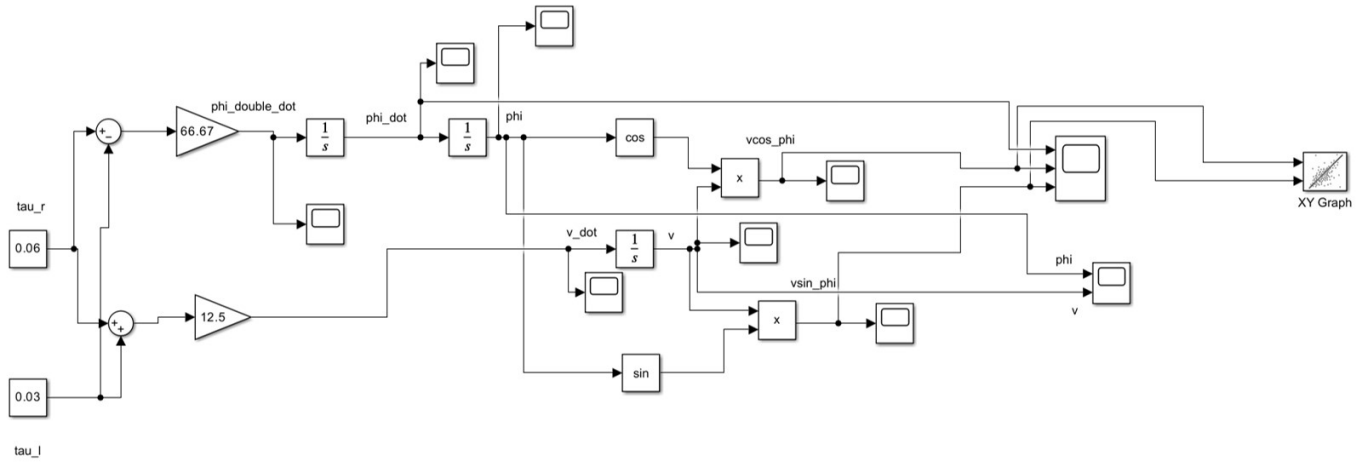 phi_double_dot
phi_dot
phi
66.67
1
s
1
s
cos
vcos_phi
x
XY Graph
tau_r
0.06
v_dot
1
s
v
phi
vsin_phi
v
12.5
x
sin
0.03
tau_l
+
−
+
+